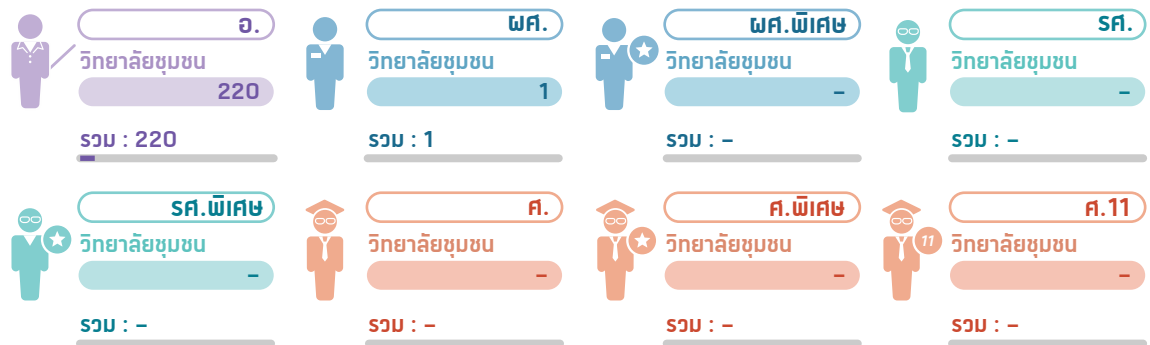 อ.
วิทยาลัยชุมชน
220
รวม : 220
ผศ.
วิทยาลัยชุมชน
1
รวม : 1
ผศ.พิเศษ
วิทยาลัยชุมชน
–
รวม : –
รศ.
วิทยาลัยชุมชน
–
รวม : –
รศ.พิเศษ
วิทยาลัยชุมชน
–
รวม : –
ศ.
วิทยาลัยชุมชน
–
รวม : –
ศ.พิเศษ
วิทยาลัยชุมชน
–
รวม : –
11
ศ.11
วิทยาลัยชุมชน
–
รวม : –